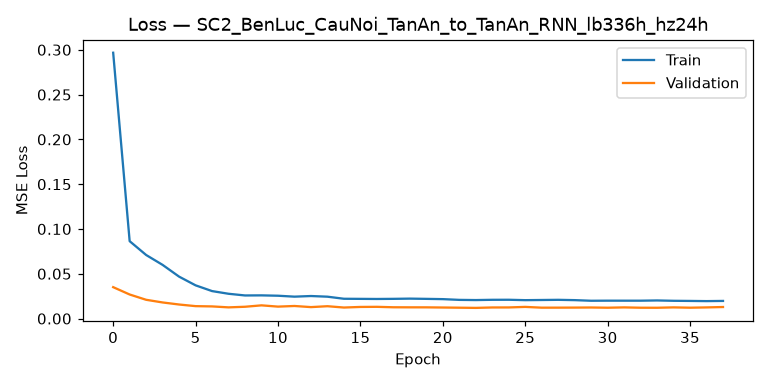 Loss — SC2_BenLuc_CauNoi_TanAn_to_TanAn_RNN_lb336h_hz24h
Train
Validation
MSE Loss
0.30
0.25
0.20
0.15
0.10
0.05
0.00
0 5 10 15 20 25 30 35
Epoch